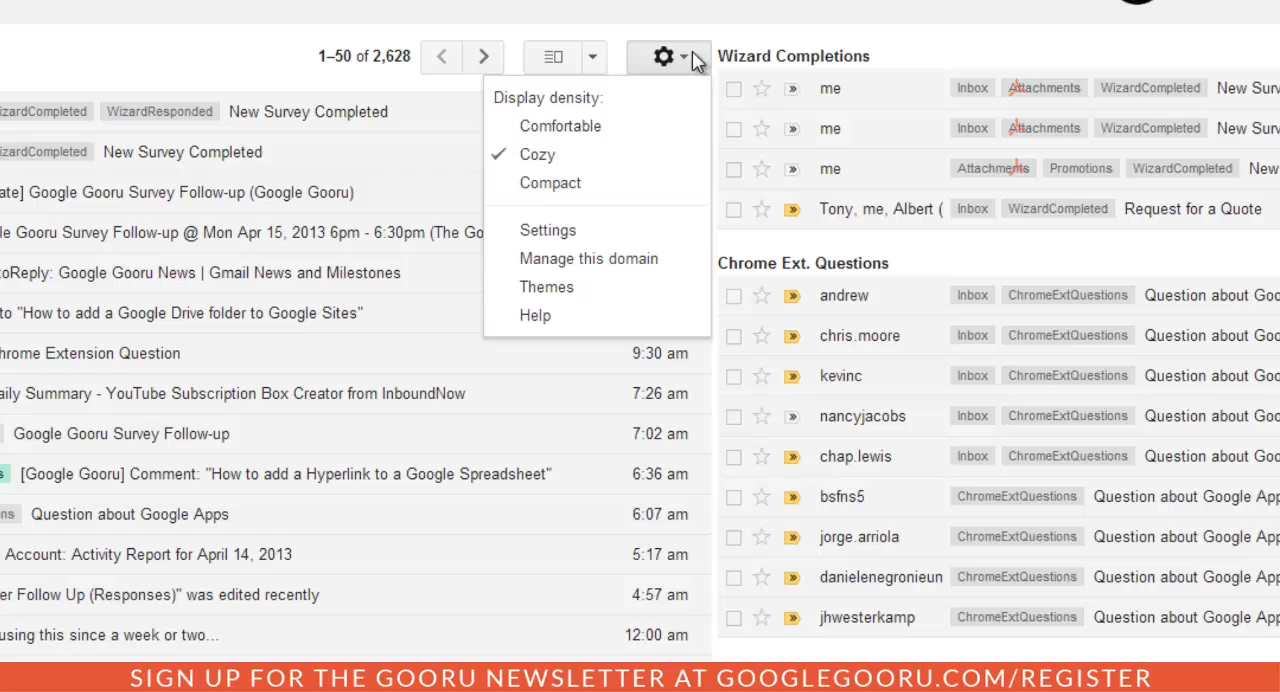 1–50 of 2,628
izardCompleted WizardResponded New Survey Completed
izardCompleted New Survey Completed
ate] Google Gooru Survey Follow-up (Google Gooru)
le Gooru Survey Follow-up @ Mon Apr 15, 2013 6pm - 6:30pm (The Go
toReply: Google Gooru News | Gmail News and Milestones
to "How to add a Google Drive folder to Google Sites"
hrome Extension Question 9:30 am
aily Summary - YouTube Subscription Box Creator from InboundNow 7:26 am
Google Gooru Survey Follow-up 7:02 am
s [Google Gooru] Comment: "How to add a Hyperlink to a Google Spreadsheet" 6:36 am
ns Question about Google Apps 6:07 am
Account: Activity Report for April 14, 2013 5:17 am
er Follow Up (Responses)" was edited recently 4:57 am
using this since a week or two... 12:00 am
Display density:
Comfortable
Cozy
Compact
Settings
Manage this domain
Themes
Help
Wizard Completions
me Inbox Attachments WizardCompleted New Surv
me Inbox Attachments WizardCompleted New Surv
me Attachments Promotions WizardCompleted New
Tony, me, Albert ( Inbox WizardCompleted Request for a Quote
Chrome Ext. Questions
andrew Inbox ChromeExtQuestions Question about Goo
chris.moore Inbox ChromeExtQuestions Question about Goo
kevinc Inbox ChromeExtQuestions Question about Goo
nancyjacobs Inbox ChromeExtQuestions Question about Goo
chap.lewis Inbox ChromeExtQuestions Question about Goo
bsfns5 ChromeExtQuestions Question about Google App
jorge.arriola ChromeExtQuestions Question about Google App
danielenegronieun ChromeExtQuestions Question about Google App
jhwesterkamp ChromeExtQuestions Question about Google App
SIGN UP FOR THE GOORU NEWSLETTER AT GOOGLEGOORU.COM/REGISTER